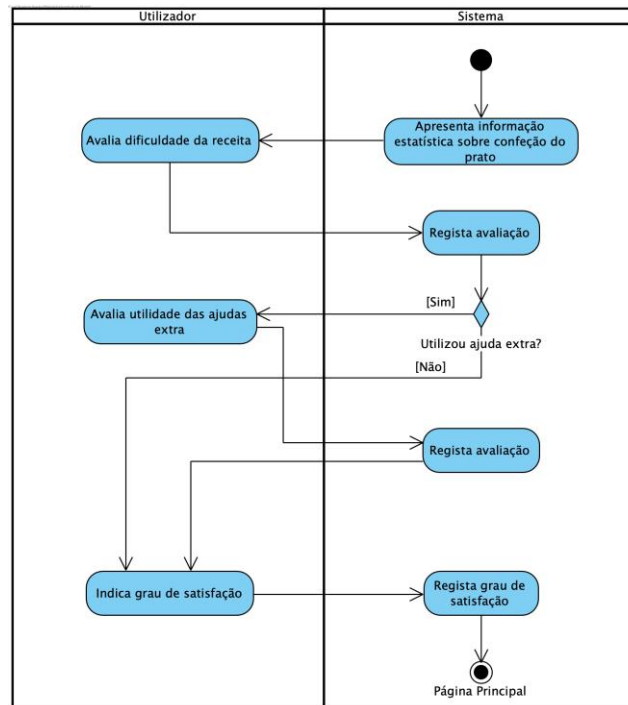 Utilizador
Sistema
Apresenta informação
estatística sobre confeção do
prato
Avalia dificuldade da receita
Regista avaliação
[Sim]
Avalia utilidade das ajudas
extra
Utilizou ajuda extra?
[Não]
Regista avaliação
Indica grau de satisfação
Regista grau de
satisfação
Página Principal